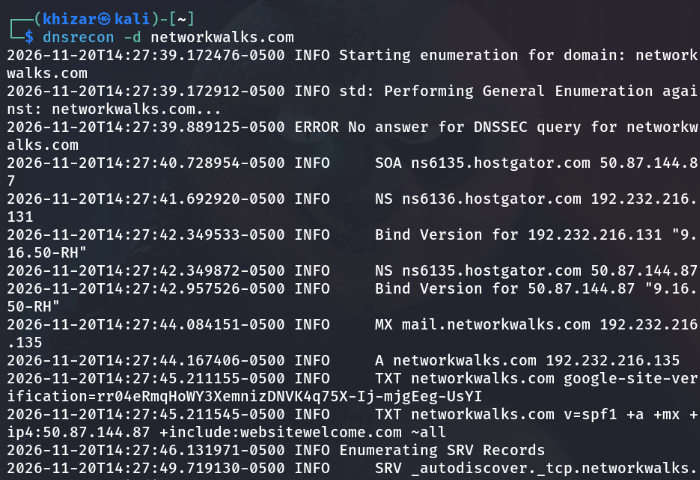 ┌──(khizar㉿kali)-[~]
└─$ dnsrecon -d networkwalks.com
2026-11-20T14:27:39.172476-0500 INFO Starting enumeration for domain: network
walks.com
2026-11-20T14:27:39.172912-0500 INFO std: Performing General Enumeration agai
nst: networkwalks.com...
2026-11-20T14:27:39.889125-0500 ERROR No answer for DNSSEC query for networkw
alks.com
2026-11-20T14:27:40.728954-0500 INFO     SOA ns6135.hostgator.com 50.87.144.8
7
2026-11-20T14:27:41.692920-0500 INFO     NS ns6136.hostgator.com 192.232.216.
131
2026-11-20T14:27:42.349533-0500 INFO     Bind Version for 192.232.216.131 "9.
16.50-RH"
2026-11-20T14:27:42.349872-0500 INFO     NS ns6135.hostgator.com 50.87.144.87
2026-11-20T14:27:42.957526-0500 INFO     Bind Version for 50.87.144.87 "9.16.
50-RH"
2026-11-20T14:27:44.084151-0500 INFO     MX mail.networkwalks.com 192.232.216
.135
2026-11-20T14:27:44.167406-0500 INFO     A networkwalks.com 192.232.216.135
2026-11-20T14:27:45.211155-0500 INFO     TXT networkwalks.com google-site-ver
ification=rr04eRmqHoWY3XemnizDNVK4q75X-Ij-mjgEeg-UsYI
2026-11-20T14:27:45.211545-0500 INFO     TXT networkwalks.com v=spf1 +a +mx +
ip4:50.87.144.87 +include:websitewelcome.com ~all
2026-11-20T14:27:46.131971-0500 INFO Enumerating SRV Records
2026-11-20T14:27:49.719130-0500 INFO     SRV _autodiscover._tcp.networkwalks.